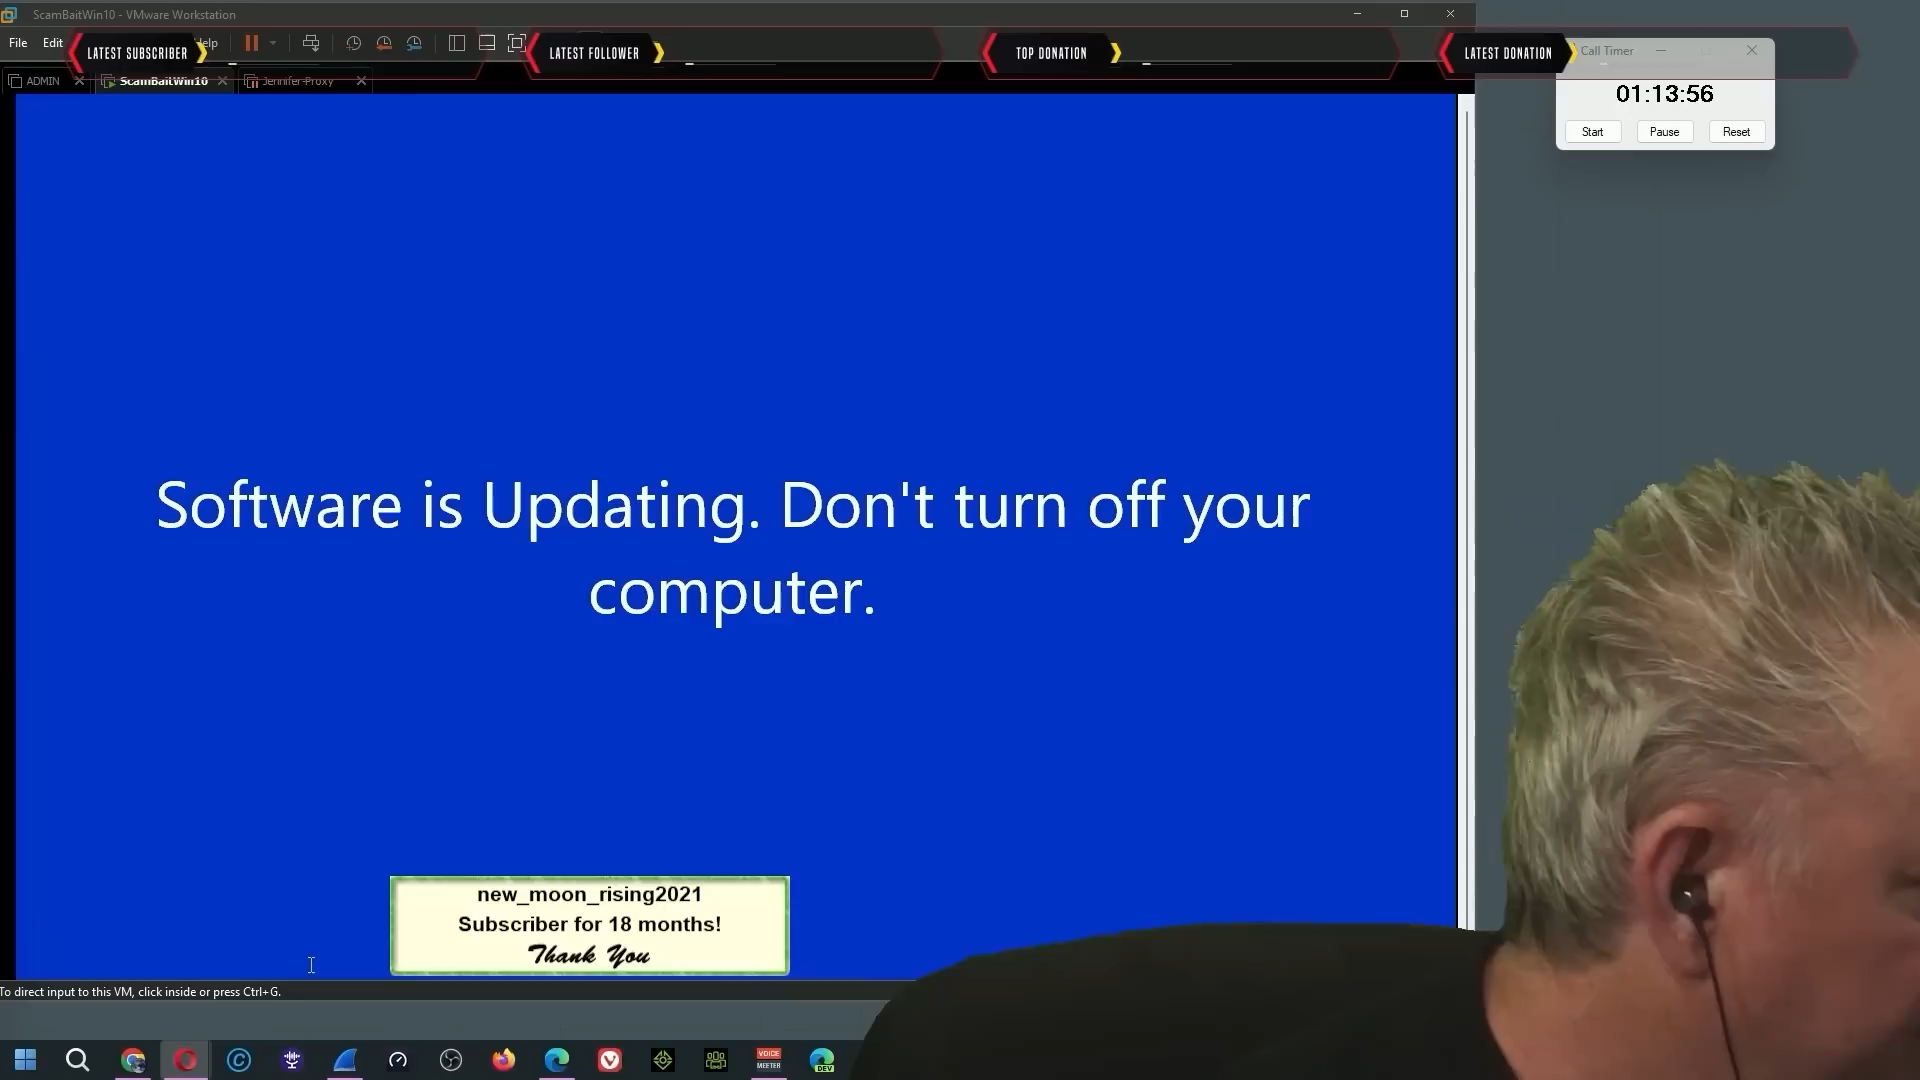 ScamBaitWin10 - VMware Workstation
File Edit Help
LATEST SUBSCRIBER
LATEST FOLLOWER
TOP DONATION
LATEST DONATION
Call Timer
ADMIN
ScamBaitWin10
Jennifer-Proxy
01:13:56
Start Pause Reset
Software is Updating. Don't turn off your
computer.
new_moon_rising2021
Subscriber for 18 months!
Thank You
To direct input to this VM, click inside or press Ctrl+G.
VOICE
MEETER
DEV